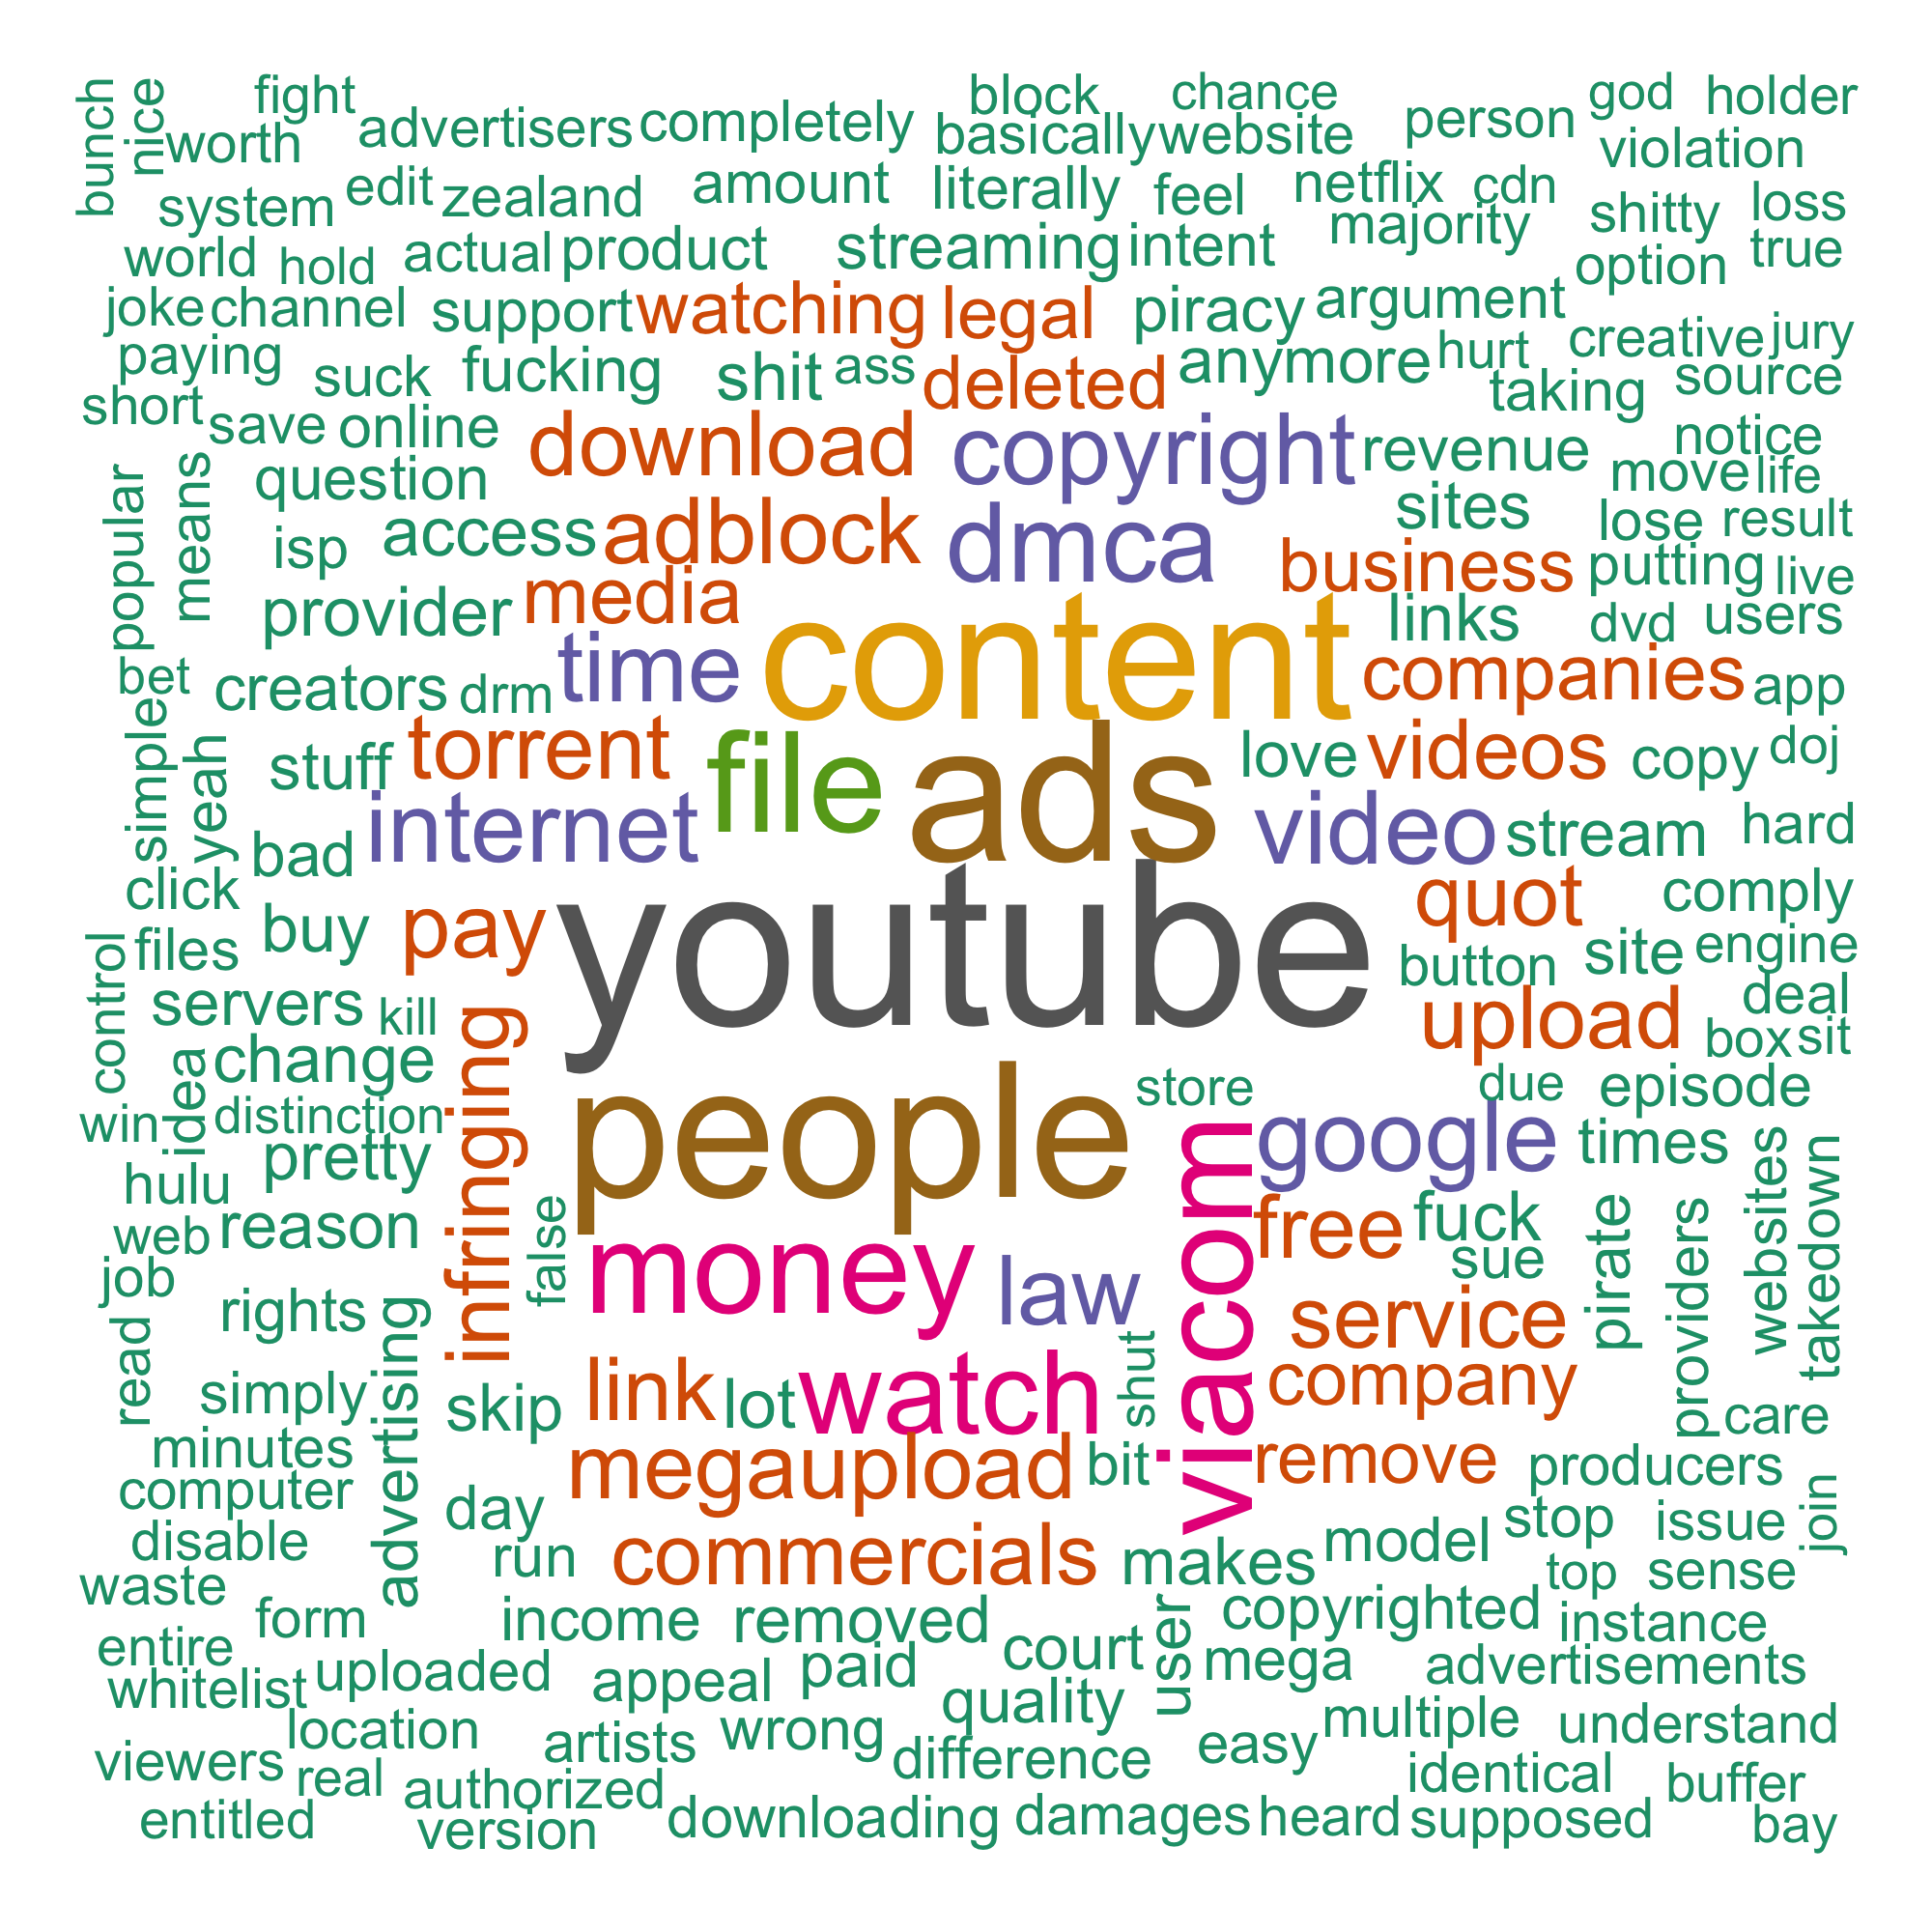 bunch
nice
fight
worth
advertisers
completely
block
basically
chance
website
person
god
holder
violation
system
edit
zealand
amount
literally
feel
netflix
cdn
majority
shitty
loss
world
hold
actual
product
streaming
intent
option
true
joke
channel
support
watching
legal
piracy
argument
creative
jury
paying
suck
fucking
shit
ass
deleted
anymore
hurt
taking
source
short
save
online
download
copyright
revenue
notice
move
life
popular
means
question
isp
access
adblock
dmca
sites
lose
result
business
putting
live
provider
media
content
links
dvd
users
bet
creators
drm
time
companies
app
simple
yeah
stuff
torrent
file
ads
love
videos
copy
doj
bad
internet
video
stream
hard
click
buy
pay
youtube
quot
comply
control
files
button
site
engine
servers
kill
infringing
upload
deal
box
sit
idea
change
win
distinction
people
store
due
episode
hulu
pretty
viacom
google
times
websites
takedown
web
reason
false
money
law
free
fuck
sue
pirate
providers
job
rights
service
read
simply
advertising
skip
link
lot
watch
shut
company
care
minutes
computer
day
megaupload
bit
remove
producers
join
disable
run
commercials
makes
model
stop
issue
waste
top
sense
form
income
removed
court
user
copyrighted
instance
entire
whitelist
uploaded
appeal
paid
quality
mega
advertisements
location
artists
wrong
difference
easy
multiple
understand
viewers
real
authorized
identical
buffer
entitled
version
downloading
damages
heard
supposed
bay